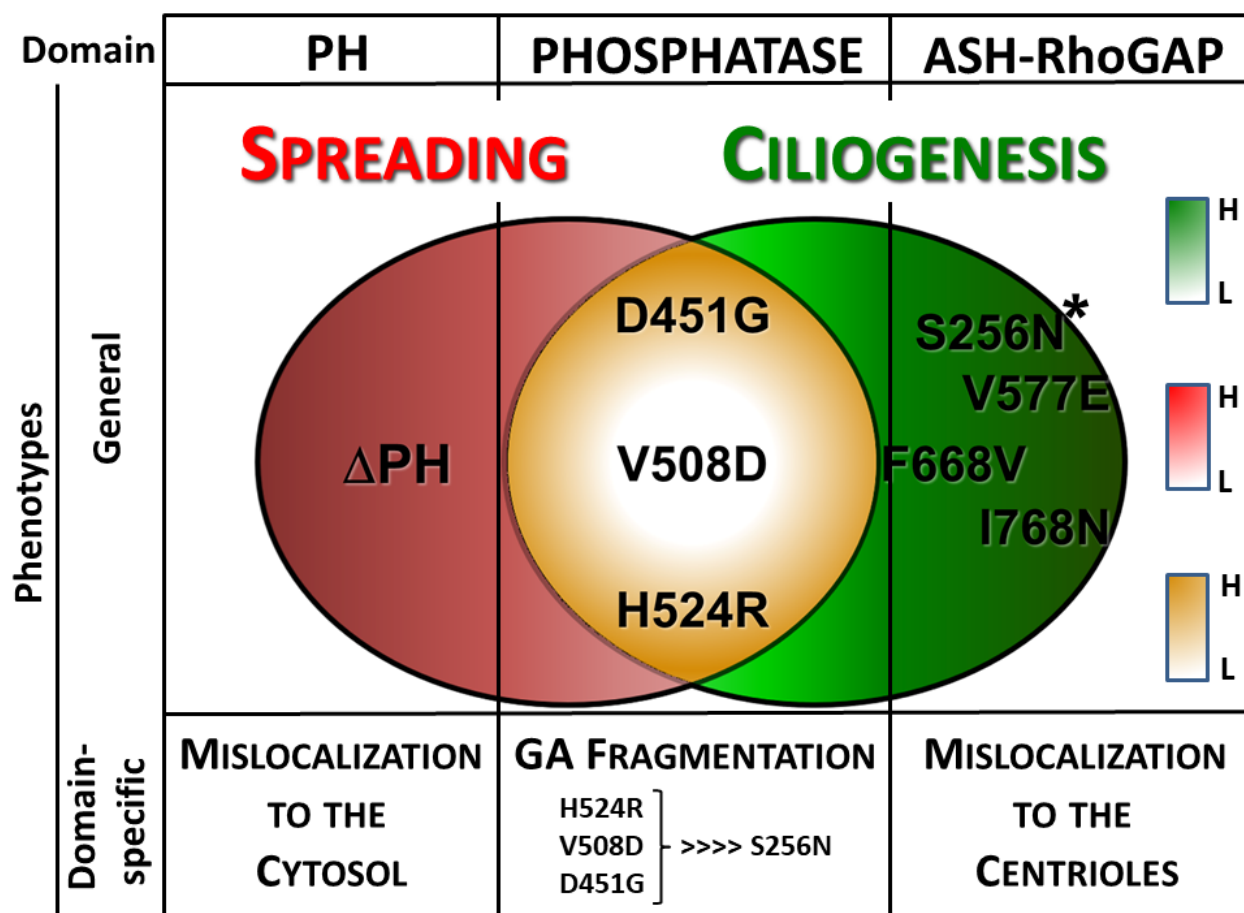 Domain
PH
PHOSPHATASE
ASH-RhoGAP
Phenotypes
General
SPREADING
CILIOGENESIS
D451G
S256N*
V577E
ΔPH
V508D
F668V
I768N
H524R
H
L
H
L
H
L
Domain-
specific
MISLOCALIZATION
TO THE
CYTOSOL
GA FRAGMENTATION
H524R
V508D >>>> S256N
D451G
MISLOCALIZATION
TO THE
CENTRIOLES